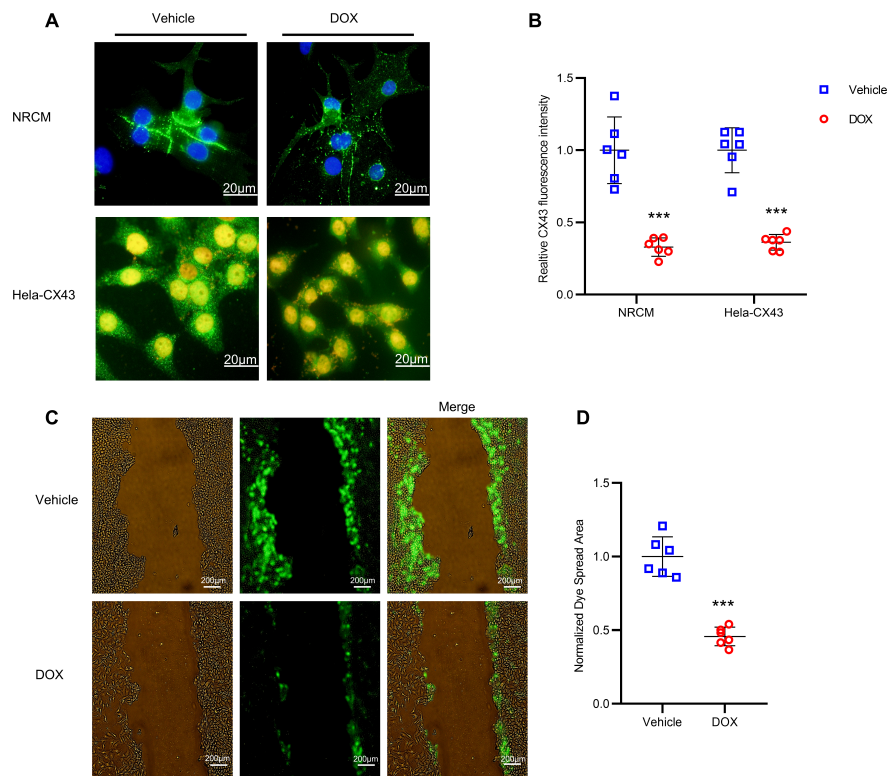 A
Vehicle
DOX
NRCM
20μm
20μm
Hela-CX43
20μm
20μm
B
Realtive CX43 fluorescence intensity
1.5
1.0
0.5
0.0
***
***
NRCM
Hela-CX43
Vehicle
DOX
C
Merge
Vehicle
200μm
200μm
200μm
DOX
200μm
200μm
200μm
D
Normalized Dye Spread Area
1.5
1.0
0.5
0.0
***
Vehicle
DOX